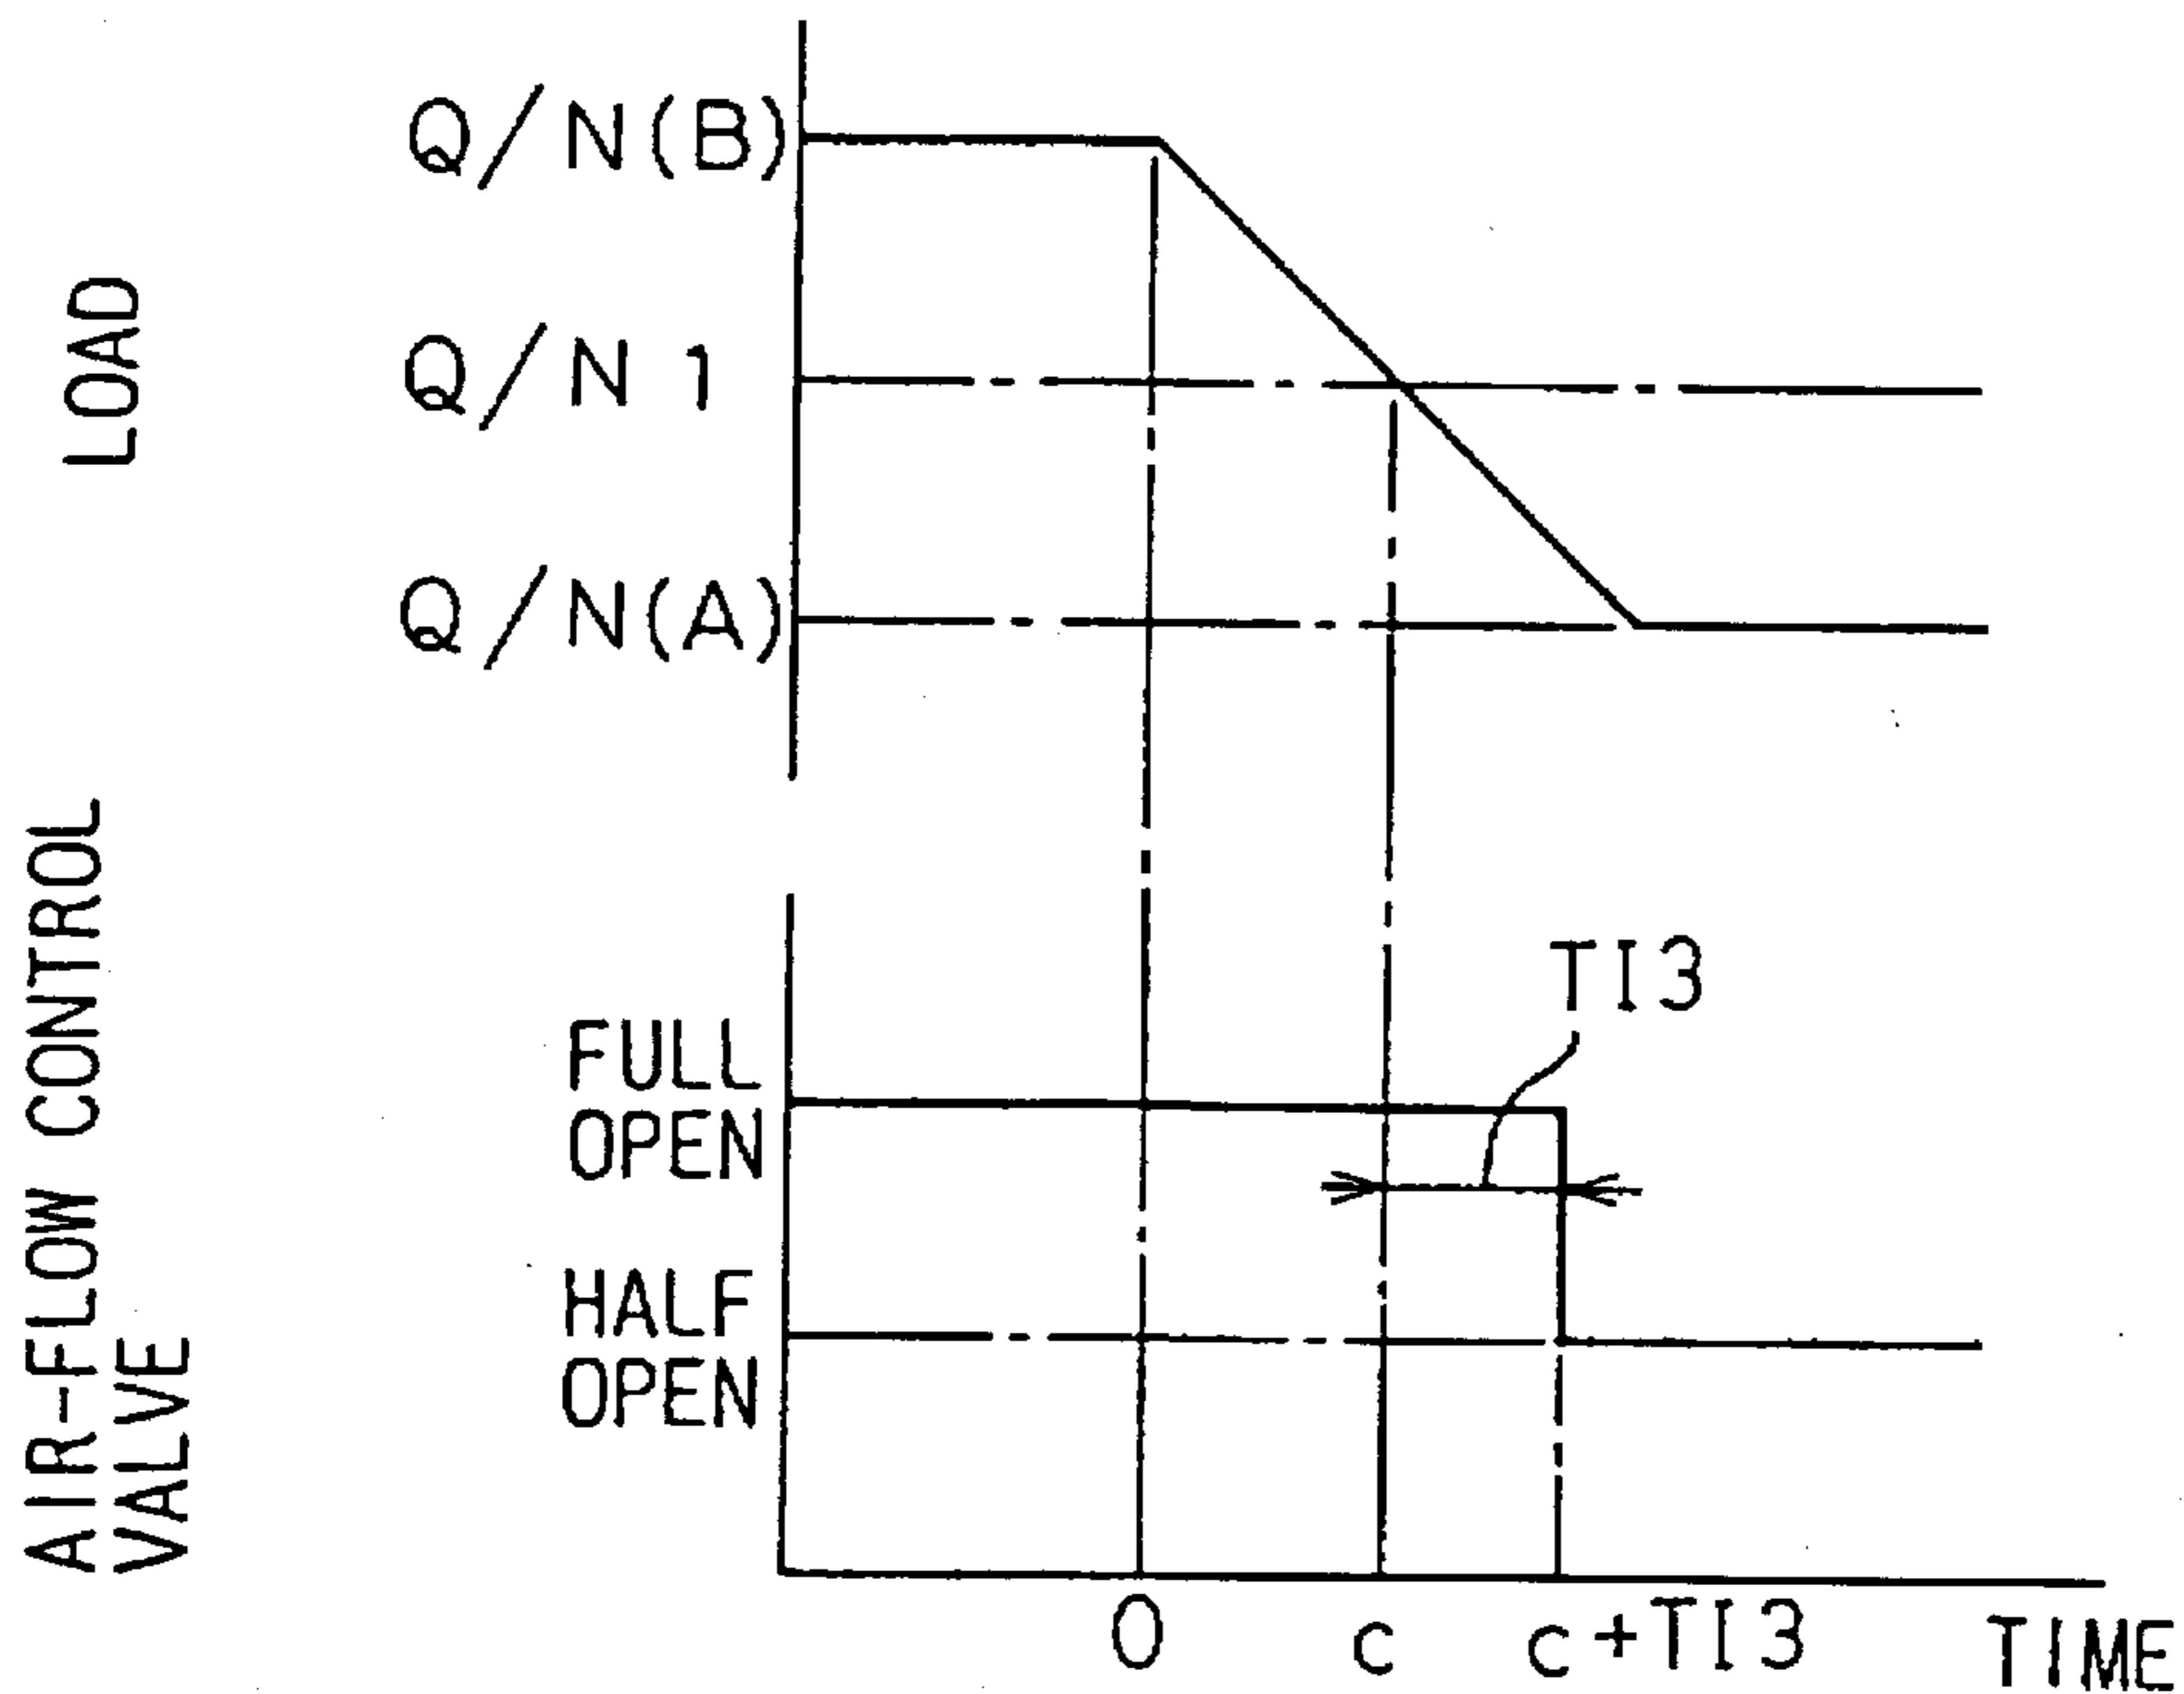 LOAD
Q/N(B)
Q/N 1
Q/N(A)
AIR-FLOW CONTROL
VALVE
FULL
OPEN
HALF
OPEN
TI3
0
c
c+TI3
TIME